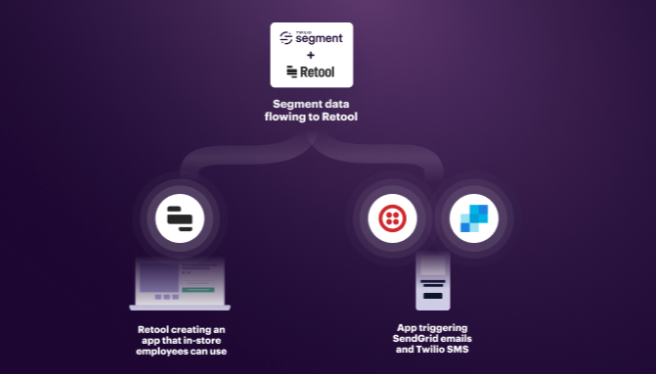 TWILIO
segment
+
Retool
Segment data
flowing to Retool
Retool creating an
app that in-store
employees can use
App triggering
SendGrid emails
and Twilio SMS